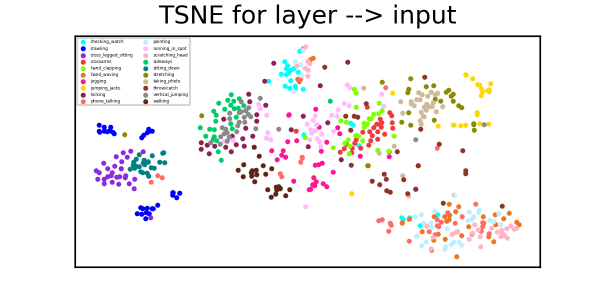 TSNE for layer --> input
checking_watch
crawling
cross_legged_sitting
crossarms
hand_clapping
hand_waving
jogging
jumping_jacks
kicking
phone_talking
pointing
running_in_spot
scratching_head
sideways
sitting_down
stretching
taking_photo
throw/catch
vertical_jumping
walking